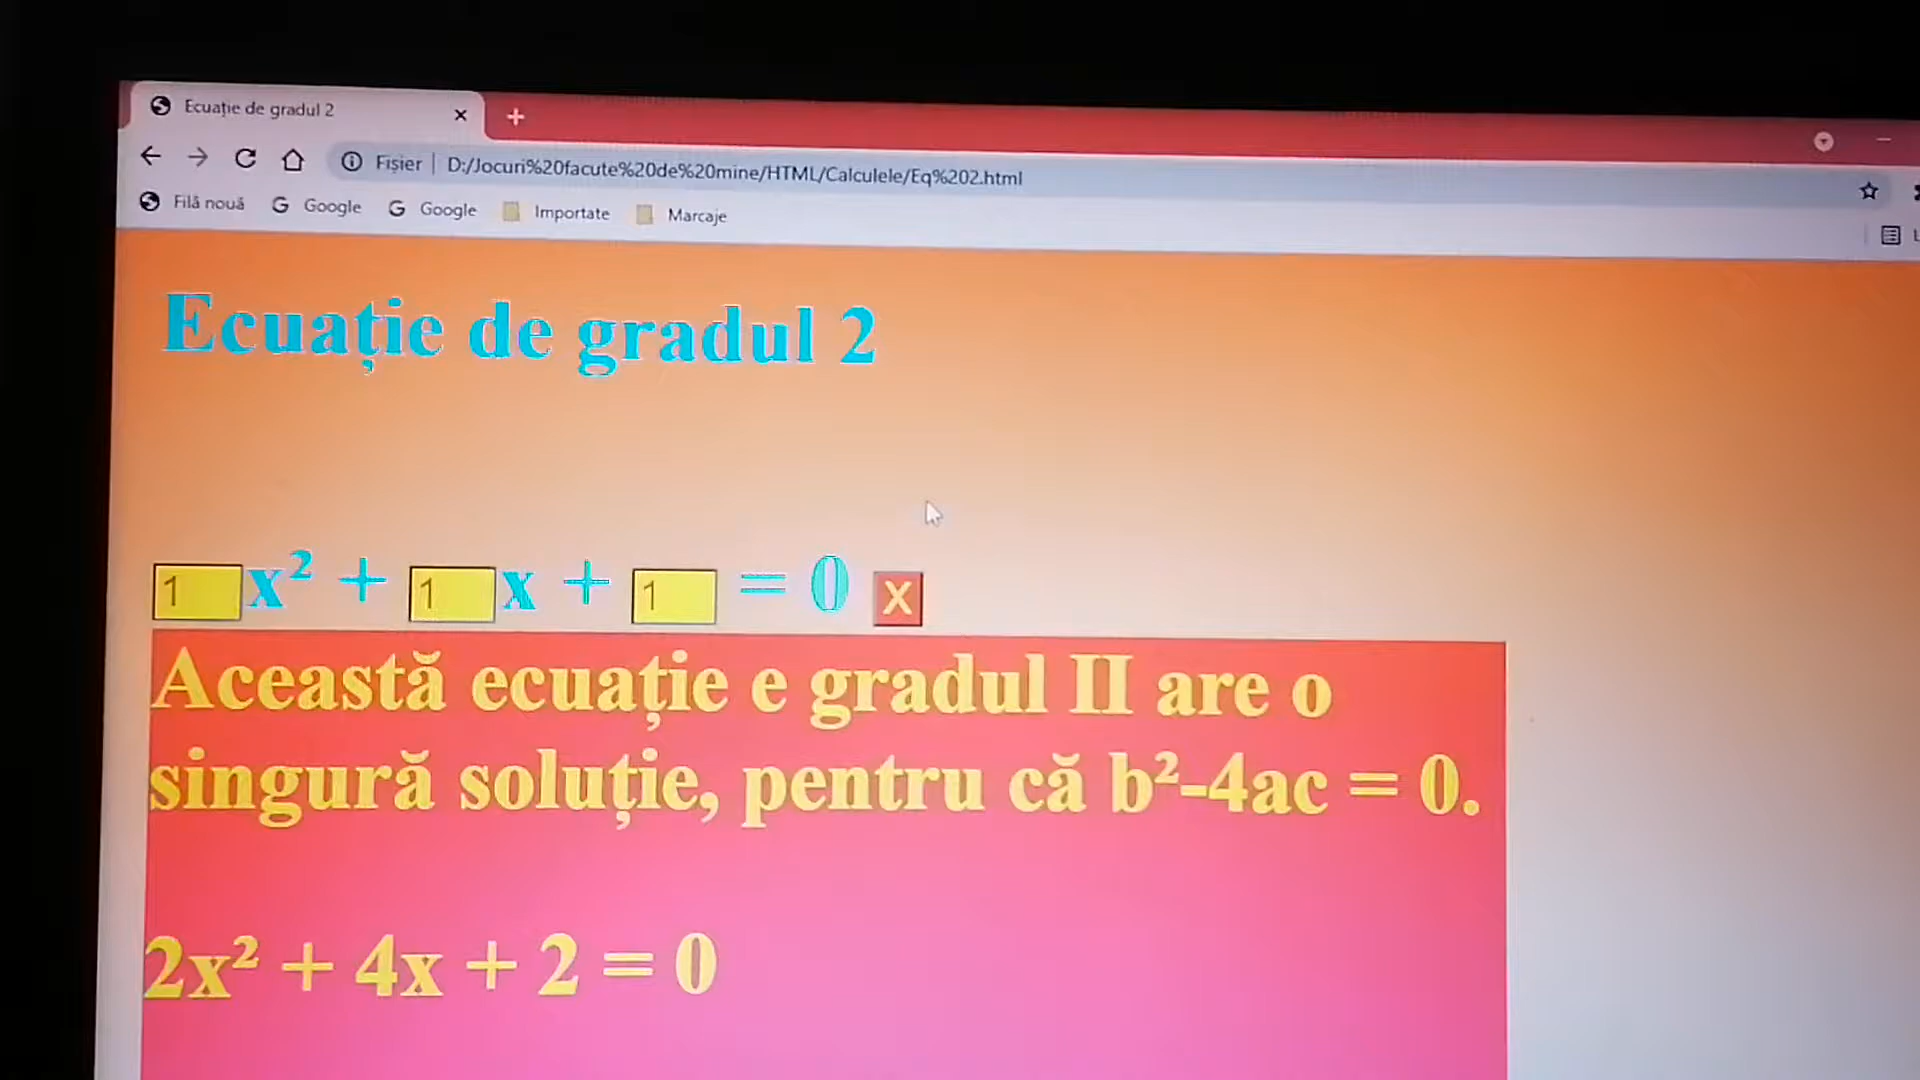 Ecuație de gradul 2
Fișier | D:/Jocuri%20facute%20de%20mine/HTML/Calculele/Eq%202.html
Filă nouă Google Google Importate Marcaje
Ecuație de gradul 2
1 x² + 1 x + 1 = 0 X
Această ecuație e gradul II are o
singură soluție, pentru că b²-4ac = 0.
2x² + 4x + 2 = 0